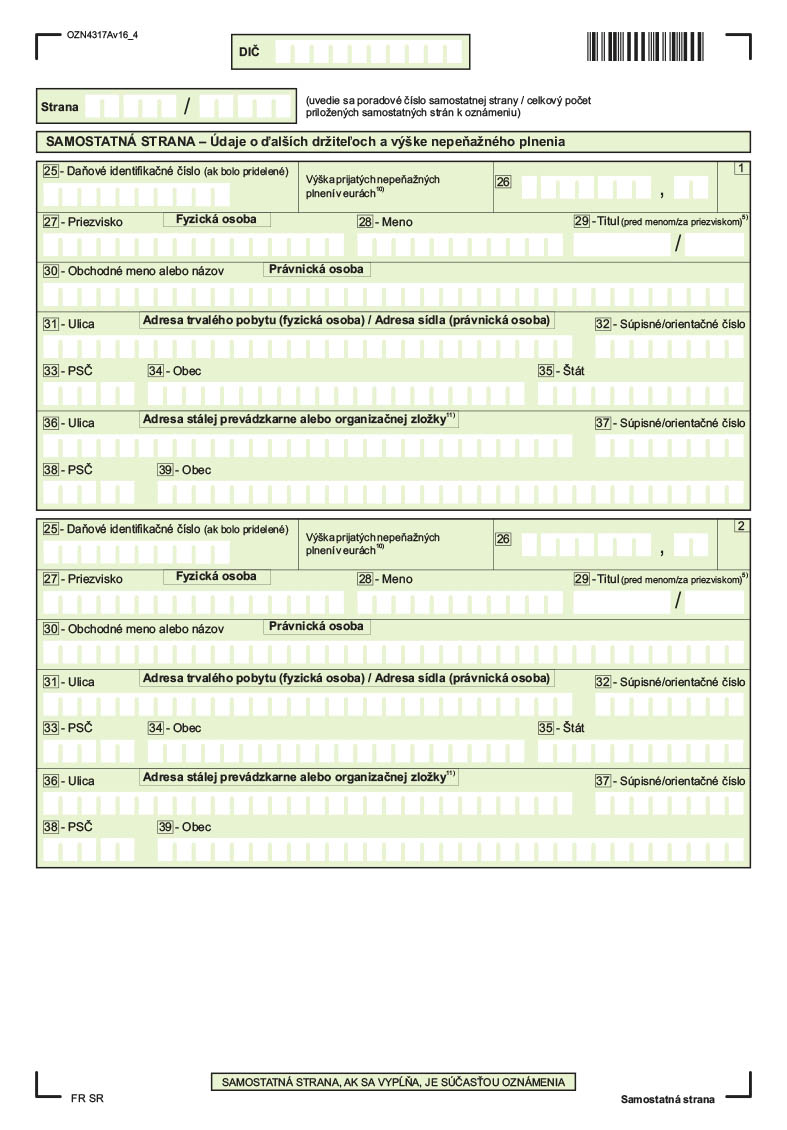 OZN4317Av16_4
DIČ
Strana / (uvedie sa poradové číslo samostatnej strany / celkový počet
priložených samostatných strán k oznámeniu)
SAMOSTATNÁ STRANA – Údaje o ďalších držiteľoch a výške nepeňažného plnenia
25 - Daňové identifikačné číslo (ak bolo pridelené) Výška prijatých nepeňažných 26 , 1
plnení v eurách10)
27 - Priezvisko Fyzická osoba 28 - Meno 29 - Titul (pred menom/za priezviskom)5)
/
30 - Obchodné meno alebo názov Právnická osoba
31 - Ulica Adresa trvalého pobytu (fyzická osoba) / Adresa sídla (právnická osoba) 32 - Súpisné/orientačné číslo
33 - PSČ 34 - Obec 35 - Štát
36 - Ulica Adresa stálej prevádzkarne alebo organizačnej zložky11) 37 - Súpisné/orientačné číslo
38 - PSČ 39 - Obec
25 - Daňové identifikačné číslo (ak bolo pridelené) Výška prijatých nepeňažných 26 , 2
plnení v eurách10)
27 - Priezvisko Fyzická osoba 28 - Meno 29 - Titul (pred menom/za priezviskom)5)
/
30 - Obchodné meno alebo názov Právnická osoba
31 - Ulica Adresa trvalého pobytu (fyzická osoba) / Adresa sídla (právnická osoba) 32 - Súpisné/orientačné číslo
33 - PSČ 34 - Obec 35 - Štát
36 - Ulica Adresa stálej prevádzkarne alebo organizačnej zložky11) 37 - Súpisné/orientačné číslo
38 - PSČ 39 - Obec
SAMOSTATNÁ STRANA, AK SA VYPĹŇA, JE SÚČASŤOU OZNÁMENIA
FR SR Samostatná strana